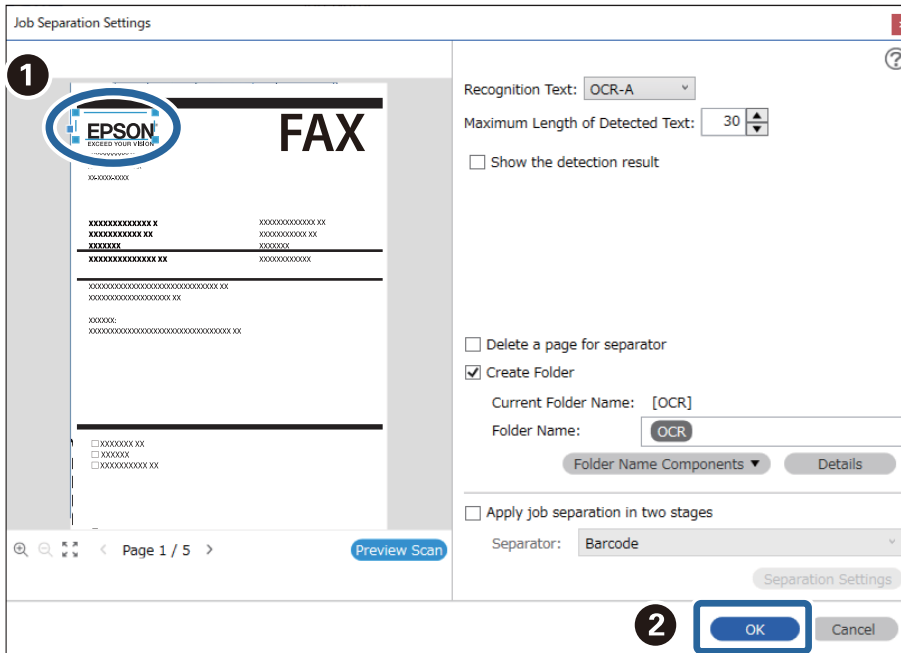 Job Separation Settings
1
EPSON
EXCEED YOUR VISION
FAX
XX-XXXX-XXXX
XXXXXXXXXXXXX X
XXXXXXXXXXXXX XX
XXXXXXXXXXXX XX
XXXXXXXXXXX XX
XXXXXXX
XXXXXXX
XXXXXXXXXXXXXX XX
XXXXXXXXXXXX
XXXXXXXXXXXXXXXXXXXXXXXXXXXXXX XX
XXXXXXXXXXXXXXXXXXX XX
XXXXXX:
XXXXXXXXXXXXXXXXXXXXXXXXXXXXXXXXX XX
XXXXXXX XX
XXXXXX
XXXXXXXXXX XX
Page 1 / 5
Preview Scan
Recognition Text: OCR-A
Maximum Length of Detected Text: 30
Show the detection result
Delete a page for separator
Create Folder
Current Folder Name: [OCR]
Folder Name: OCR
Folder Name Components ▼ Details
Apply job separation in two stages
Separator: Barcode
Separation Settings
2
OK Cancel